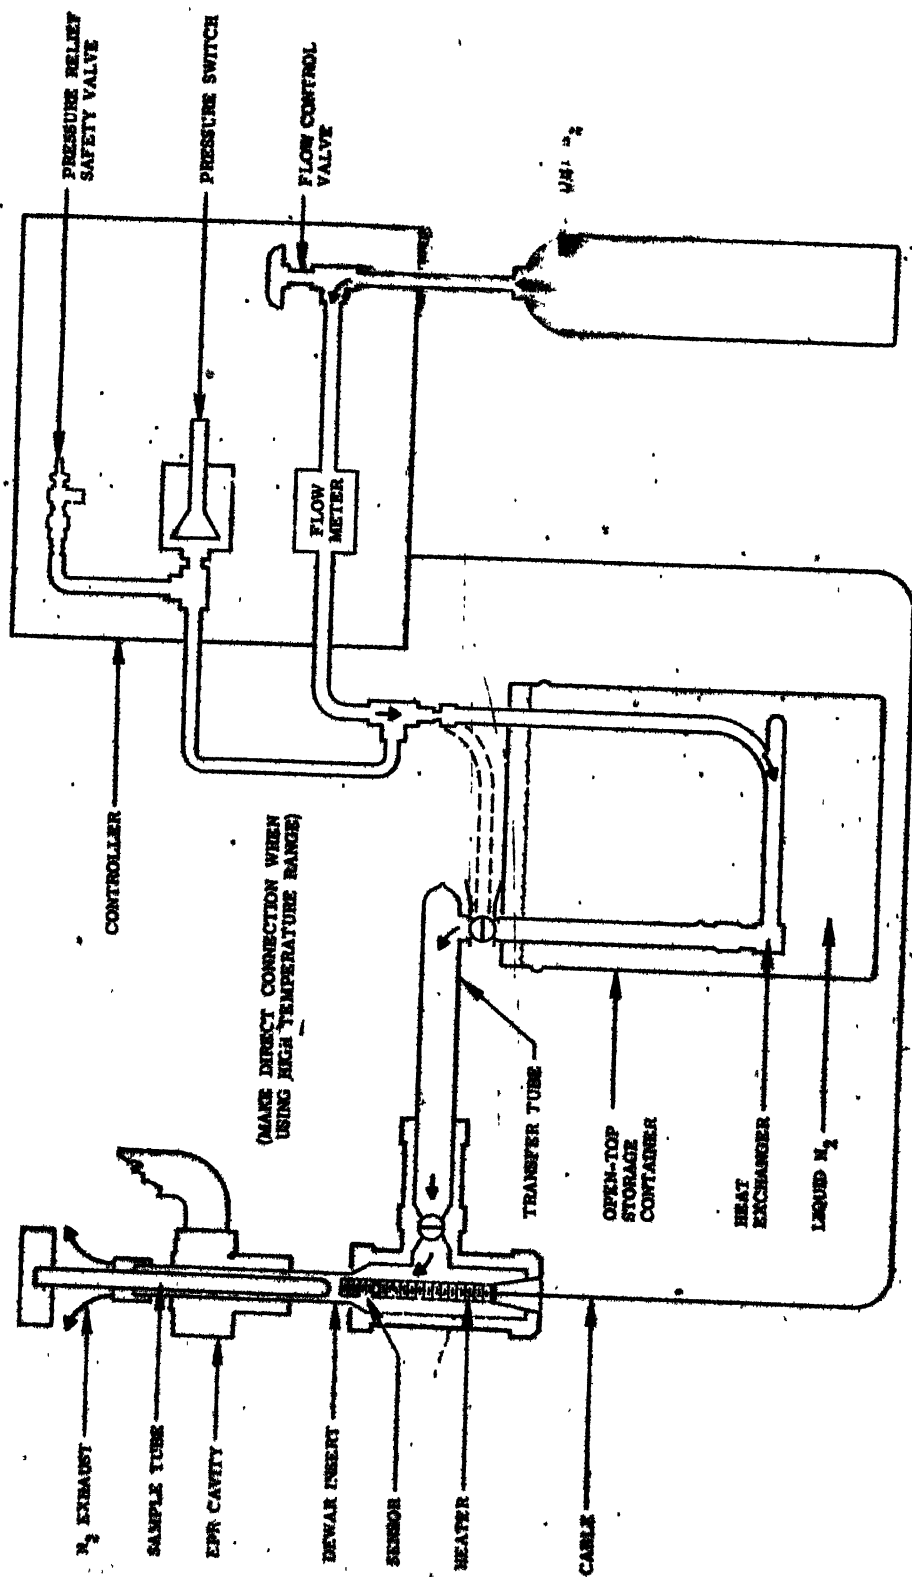 PRESSURE RELIEF
SAFETY VALVE
PRESSURE SWITCH
FLOW CONTROL
VALVE
FLOW
METER
CONTROLLER
(MAKE DIRECT CONNECTION WHEN
USING HIGH TEMPERATURE RANGE)
TRANSFER TUBE
OPEN-TOP
STORAGE
CONTAINER
HEAT
EXCHANGER
LIQUID N₂
N₂ EXHAUST
SAMPLE TUBE
EPR CAVITY
DEWAR INSERT
SENSOR
HEATER
CABLE